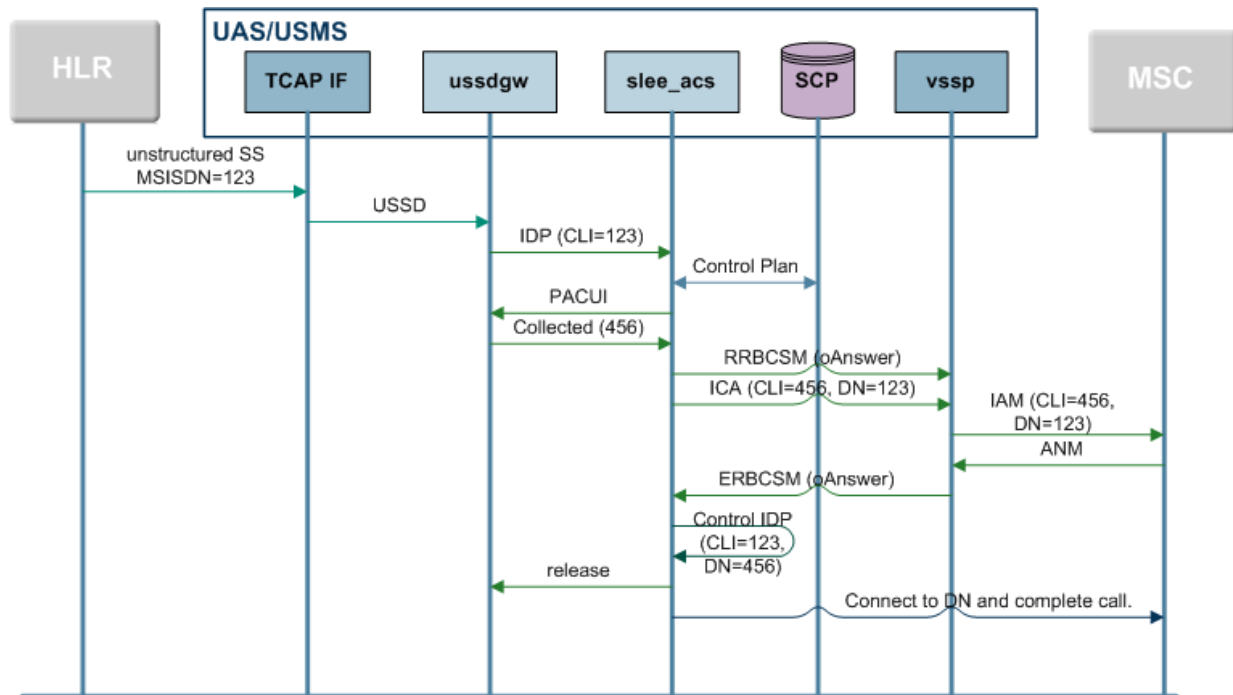 UAS/USMS
HLR
TCAP IF
ussdgw
slee_acs
SCP
vssp
MSC
unstructured SS
MSISDN=123
USSD
IDP (CLI=123)
Control Plan
PACUI
Collected (456)
RRBCSM (oAnswer)
ICA (CLI=456, DN=123)
IAM (CLI=456,
DN=123)
ANM
ERBCSM (oAnswer)
Control IDP
(CLI=123,
DN=456)
release
Connect to DN and complete call.